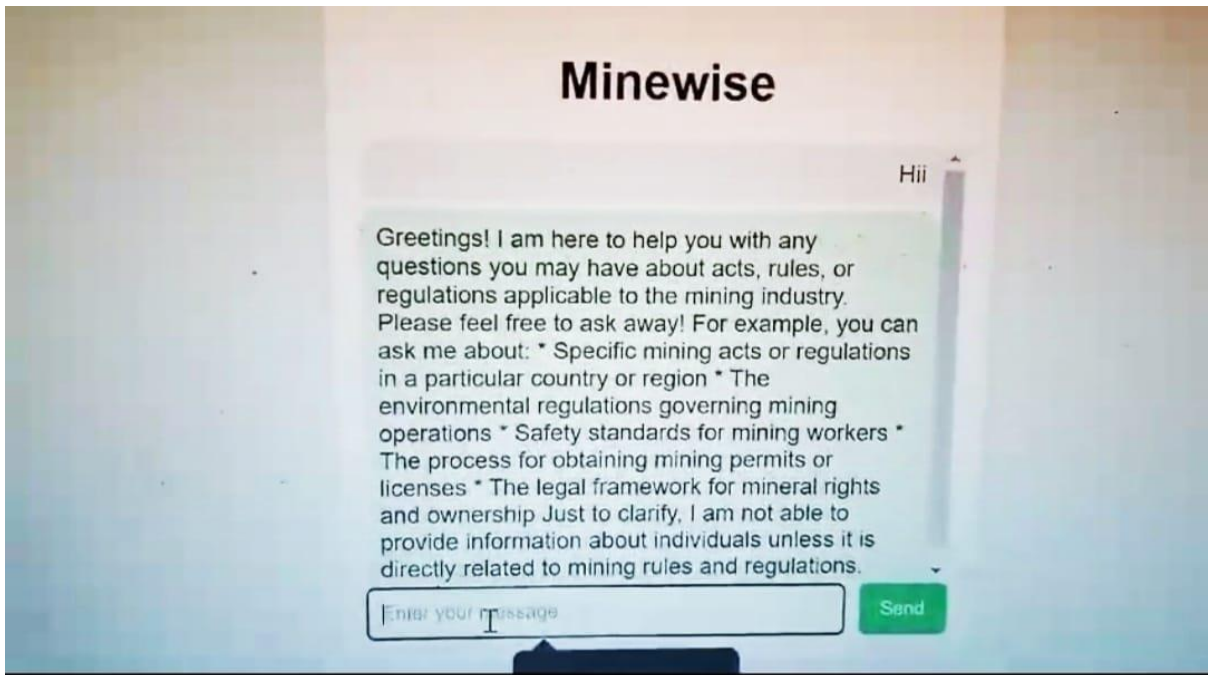 Minewise
Hii
Greetings! I am here to help you with any
questions you may have about acts, rules, or
regulations applicable to the mining industry.
Please feel free to ask away! For example, you can
ask me about: * Specific mining acts or regulations
in a particular country or region * The
environmental regulations governing mining
operations * Safety standards for mining workers *
The process for obtaining mining permits or
licenses * The legal framework for mineral rights
and ownership Just to clarify, I am not able to
provide information about individuals unless it is
directly related to mining rules and regulations.
Enter your message
Send